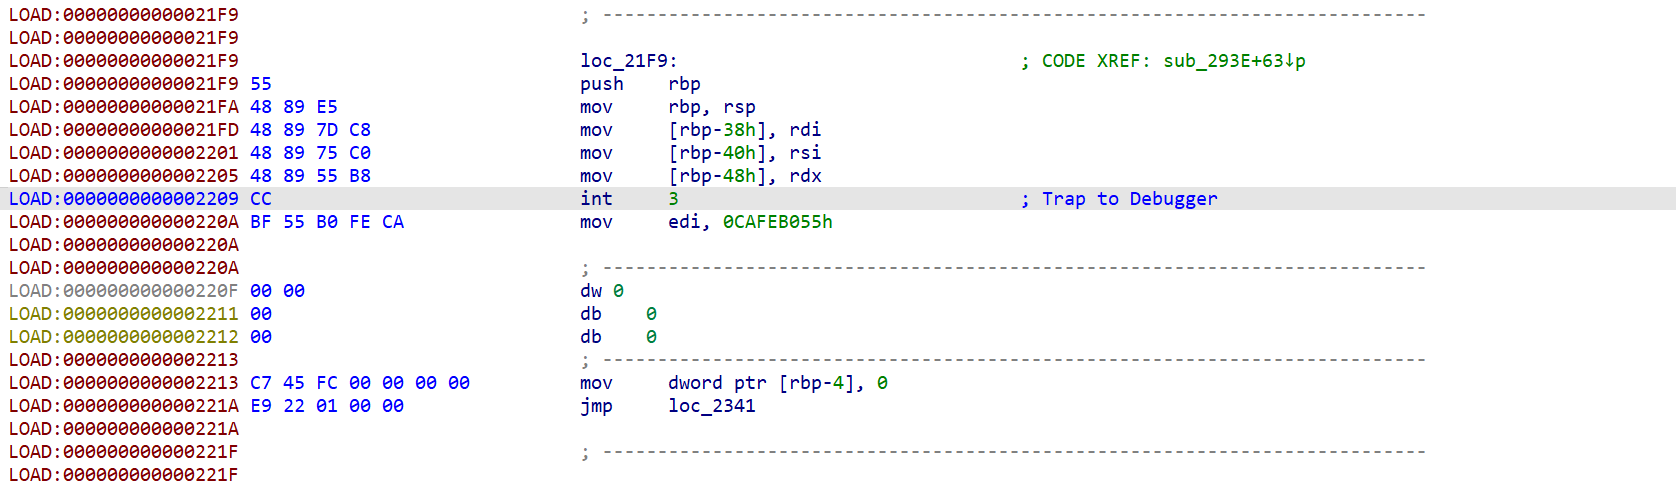 LOAD:00000000000021F9 ; ---------------------------------------------------------------------------
LOAD:00000000000021F9
LOAD:00000000000021F9 loc_21F9: ; CODE XREF: sub_293E+63↓p
LOAD:00000000000021F9 55 push rbp
LOAD:00000000000021FA 48 89 E5 mov rbp, rsp
LOAD:00000000000021FD 48 89 7D C8 mov [rbp-38h], rdi
LOAD:0000000000002201 48 89 75 C0 mov [rbp-40h], rsi
LOAD:0000000000002205 48 89 55 B8 mov [rbp-48h], rdx
LOAD:0000000000002209 CC int 3 ; Trap to Debugger
LOAD:000000000000220A BF 55 B0 FE CA mov edi, 0CAFEB055h
LOAD:000000000000220A
LOAD:000000000000220A ; ---------------------------------------------------------------------------
LOAD:000000000000220F 00 00 dw 0
LOAD:0000000000002211 00 db 0
LOAD:0000000000002212 00 db 0
LOAD:0000000000002213 ; ---------------------------------------------------------------------------
LOAD:0000000000002213 C7 45 FC 00 00 00 00 mov dword ptr [rbp-4], 0
LOAD:000000000000221A E9 22 01 00 00 jmp loc_2341
LOAD:000000000000221A
LOAD:000000000000221F ; ---------------------------------------------------------------------------
LOAD:000000000000221F